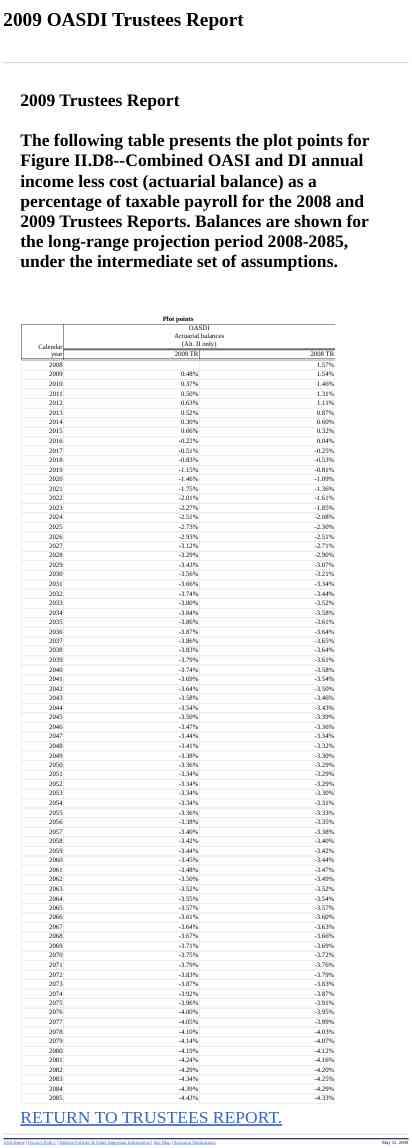 2009 OASDI Trustees Report
2009 Trustees Report
The following table presents the plot points for
Figure II.D8--Combined OASI and DI annual
income less cost (actuarial balance) as a
percentage of taxable payroll for the 2008 and
2009 Trustees Reports. Balances are shown for
the long-range projection period 2008-2085,
under the intermediate set of assumptions.
Plot points
Calendar
year
OASDI
Actuarial balances
(Alt. II only)
2009 TR 2008 TR
2008 1.57%
2009 0.48% 1.54%
2010 0.37% 1.46%
2011 0.50% 1.31%
2012 0.63% 1.11%
2013 0.52% 0.87%
2014 0.30% 0.60%
2015 0.06% 0.32%
2016 -0.22% 0.04%
2017 -0.51% -0.25%
2018 -0.83% -0.53%
2019 -1.15% -0.81%
2020 -1.46% -1.09%
2021 -1.75% -1.36%
2022 -2.01% -1.61%
2023 -2.27% -1.85%
2024 -2.51% -2.08%
2025 -2.73% -2.30%
2026 -2.93% -2.51%
2027 -3.12% -2.71%
2028 -3.29% -2.90%
2029 -3.43% -3.07%
2030 -3.56% -3.21%
2031 -3.66% -3.34%
2032 -3.74% -3.44%
2033 -3.80% -3.52%
2034 -3.84% -3.58%
2035 -3.86% -3.61%
2036 -3.87% -3.64%
2037 -3.86% -3.65%
2038 -3.83% -3.64%
2039 -3.79% -3.61%
2040 -3.74% -3.58%
2041 -3.69% -3.54%
2042 -3.64% -3.50%
2043 -3.58% -3.46%
2044 -3.54% -3.43%
2045 -3.50% -3.39%
2046 -3.47% -3.36%
2047 -3.44% -3.34%
2048 -3.41% -3.32%
2049 -3.38% -3.30%
2050 -3.36% -3.29%
2051 -3.34% -3.29%
2052 -3.34% -3.29%
2053 -3.34% -3.30%
2054 -3.34% -3.31%
2055 -3.36% -3.33%
2056 -3.38% -3.35%
2057 -3.40% -3.38%
2058 -3.42% -3.40%
2059 -3.44% -3.42%
2060 -3.45% -3.44%
2061 -3.48% -3.47%
2062 -3.50% -3.49%
2063 -3.52% -3.52%
2064 -3.55% -3.54%
2065 -3.57% -3.57%
2066 -3.61% -3.60%
2067 -3.64% -3.63%
2068 -3.67% -3.66%
2069 -3.71% -3.69%
2070 -3.75% -3.72%
2071 -3.79% -3.76%
2072 -3.83% -3.79%
2073 -3.87% -3.83%
2074 -3.92% -3.87%
2075 -3.96% -3.91%
2076 -4.00% -3.95%
2077 -4.05% -3.99%
2078 -4.10% -4.03%
2079 -4.14% -4.07%
2080 -4.19% -4.12%
2081 -4.24% -4.16%
2082 -4.29% -4.20%
2083 -4.34% -4.25%
2084 -4.39% -4.29%
2085 -4.43% -4.33%
RETURN TO TRUSTEES REPORT.